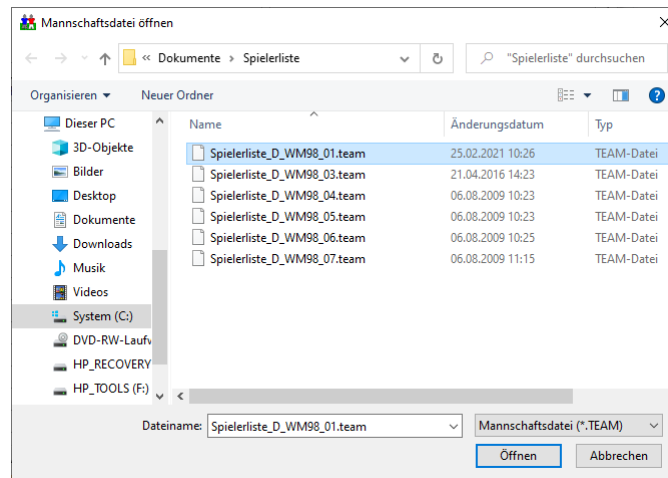 Mannschaftsdatei öffnen
« Dokumente › Spielerliste
"Spielerliste" durchsuchen
Organisieren
Neuer Ordner
Dieser PC
3D-Objekte
Bilder
Desktop
Dokumente
Downloads
Musik
Videos
System (C:)
DVD-RW-Laufw
HP_RECOVERY
HP_TOOLS (F:)
Name Änderungsdatum Typ
Spielerliste_D_WM98_01.team 25.02.2021 10:26 TEAM-Datei
Spielerliste_D_WM98_03.team 21.04.2016 14:23 TEAM-Datei
Spielerliste_D_WM98_04.team 06.08.2009 10:23 TEAM-Datei
Spielerliste_D_WM98_05.team 06.08.2009 10:23 TEAM-Datei
Spielerliste_D_WM98_06.team 06.08.2009 10:25 TEAM-Datei
Spielerliste_D_WM98_07.team 06.08.2009 11:15 TEAM-Datei
Dateiname: Spielerliste_D_WM98_01.team Mannschaftsdatei (*.TEAM)
Öffnen Abbrechen